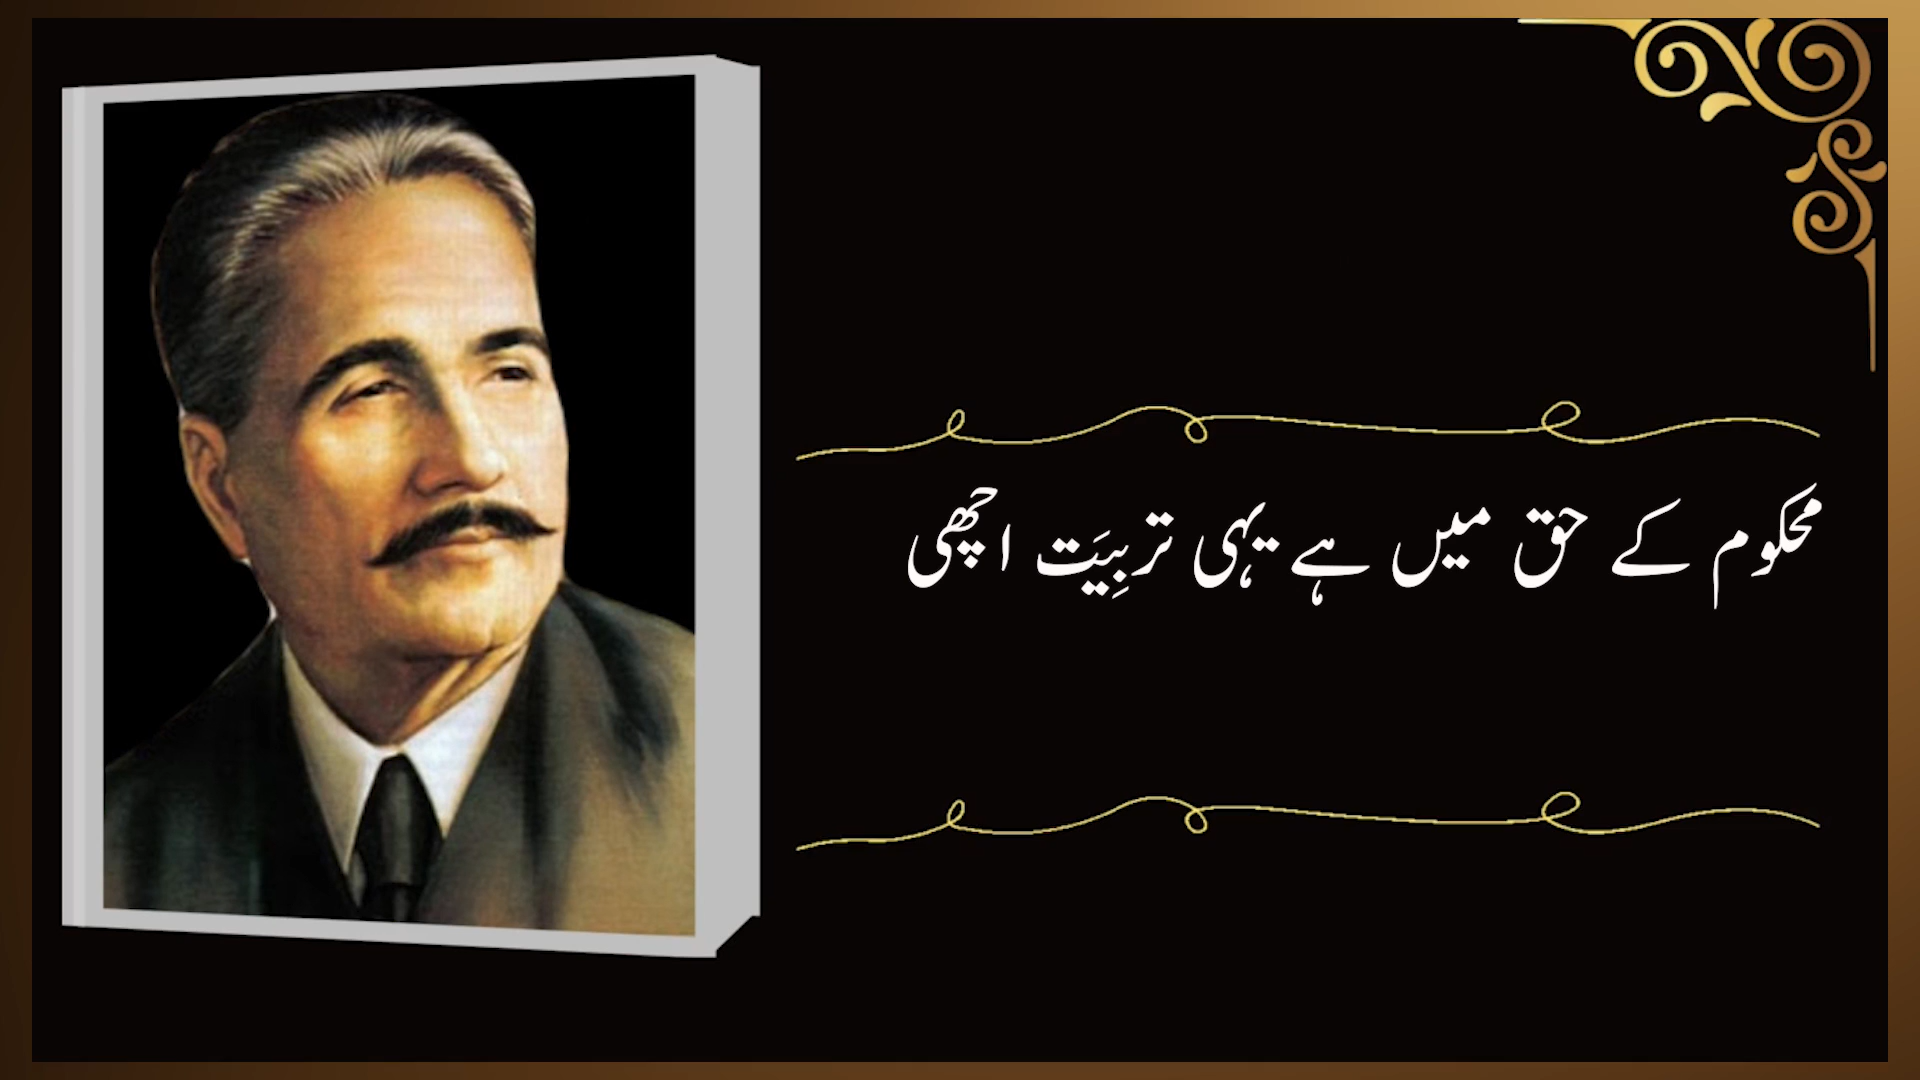 محکوم کے حق میں ہے یہی تربِیَت اچھی